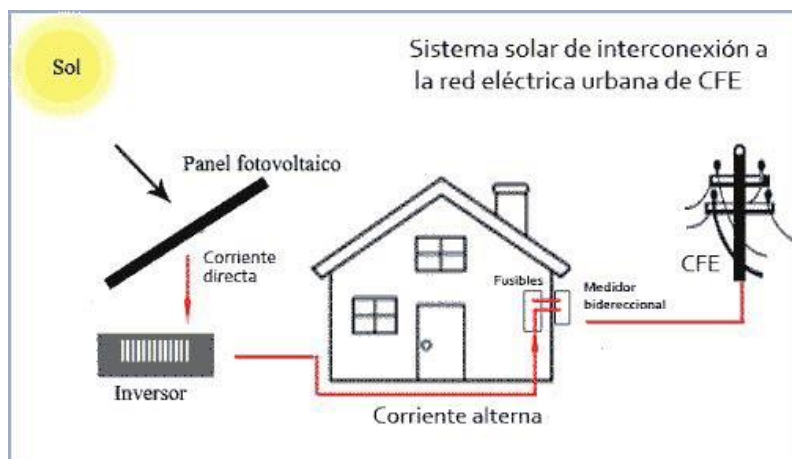 Sol
Sistema solar de interconexión a
la red eléctrica urbana de CFE
Panel fotovoltaico
Corriente
directa
Inversor
Corriente alterna
Fusibles
Medidor
bidereccional
CFE